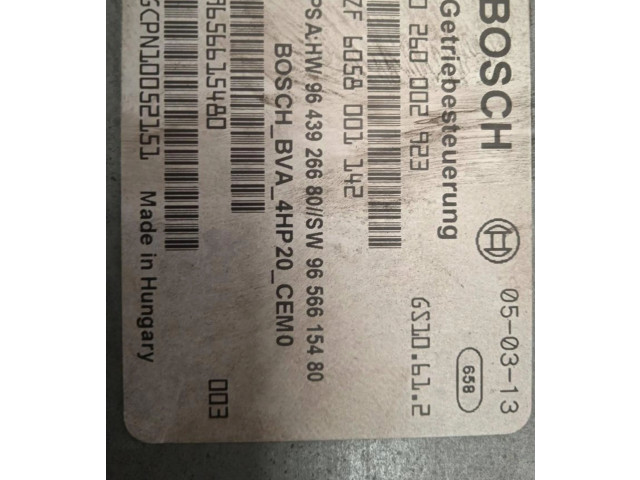 BOSCH
05-03-13
Getriebesteuerung
658
0 260 002 923
GS10.61.2
ZF 6058 001 142
PSA:HW 96 439 266 80//SW 96 566 154 80
BOSCH_BVA_4HP20_CEM0
9656615480
003
GCPN10052151
Made in Hungary